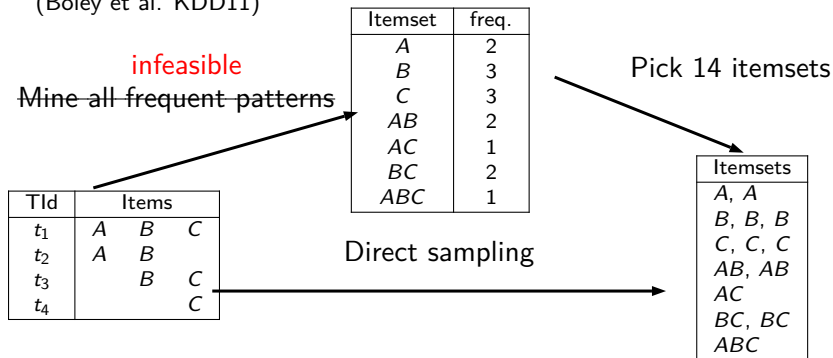 (Boley et al. KDD11)
infeasible
Mine all frequent patterns
Itemset freq.
A 2
B 3
C 3
AB 2
AC 1
BC 2
ABC 1
Pick 14 itemsets
TId Items
t₁ A B C
t₂ A B
t₃ B C
t₄ C
Direct sampling
Itemsets
A, A
B, B, B
C, C, C
AB, AB
AC
BC, BC
ABC